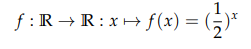 f : ℝ → ℝ : x ↦ f(x) = (1/2)^x